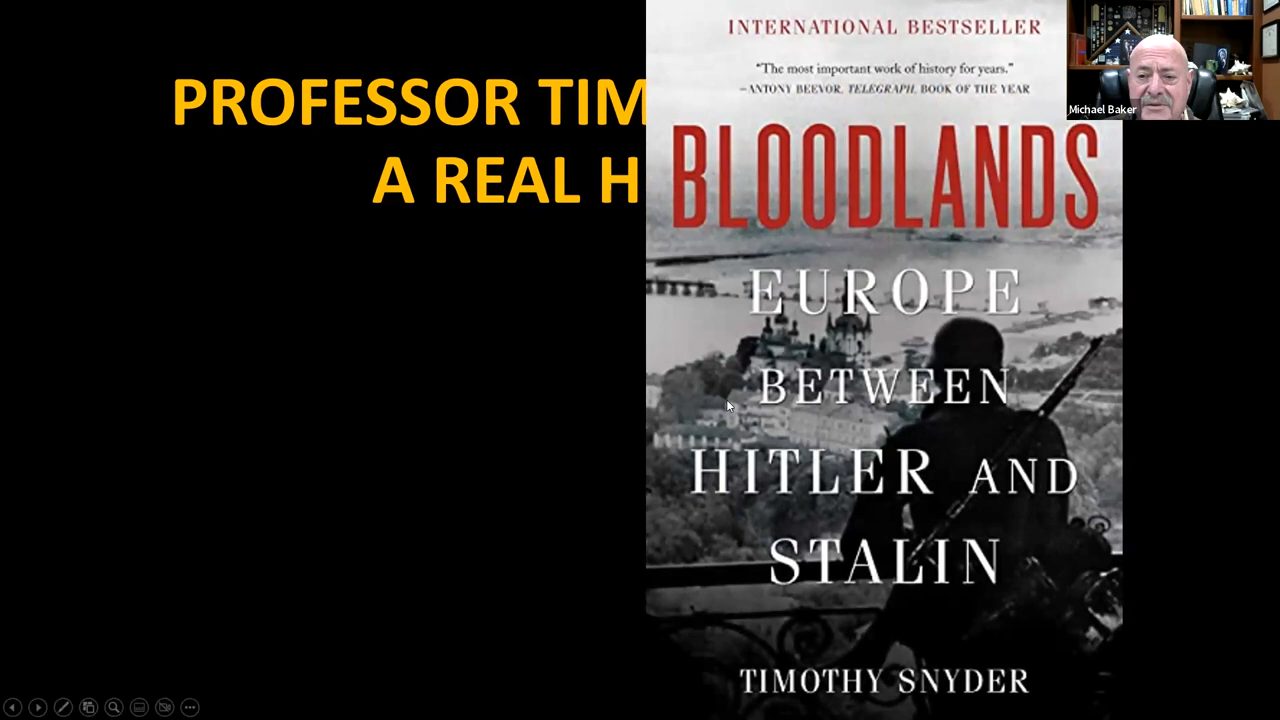 PROFESSOR TIM
A REAL H
INTERNATIONAL BESTSELLER
"The most important work of history for years."
—ANTONY BEEVOR, TELEGRAPH, BOOK OF THE YEAR
BLOODLANDS
EUROPE
BETWEEN
HITLER AND
STALIN
TIMOTHY SNYDER
Michael Baker